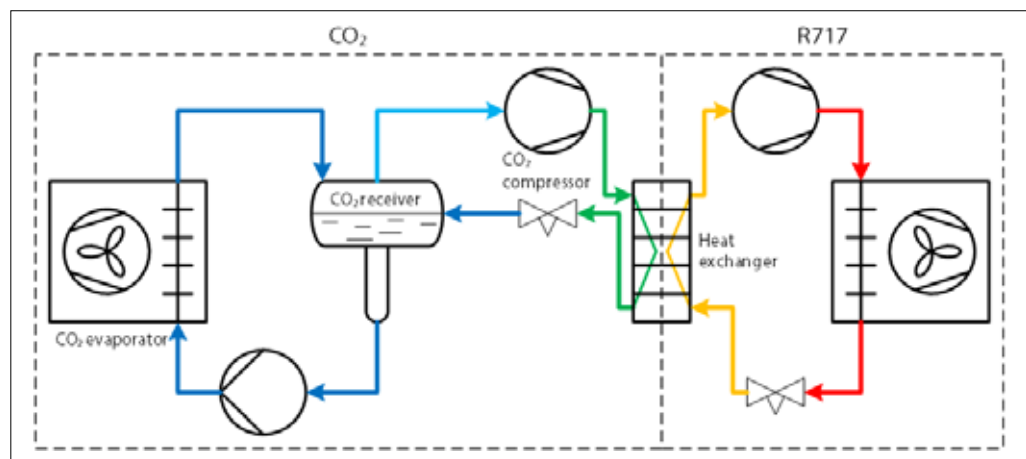 CO₂
R717
CO₂
compressor
CO₂ receiver
Heat
exchanger
CO₂ evaporator